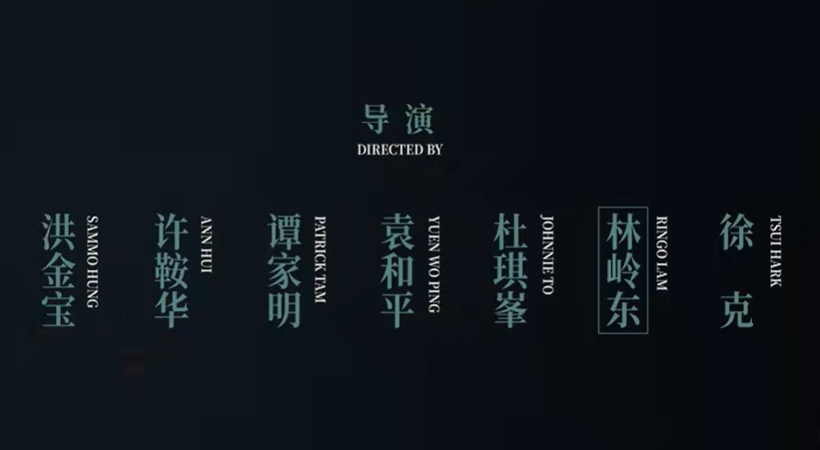 导演
DIRECTED BY
洪金宝
SAMMO HUNG
许鞍华
ANN HUI
谭家明
PATRICK TAM
袁和平
YUEN WO PING
杜琪峯
JOHNNIE TO
林岭东
RINGO LAM
徐克
TSUI HARK